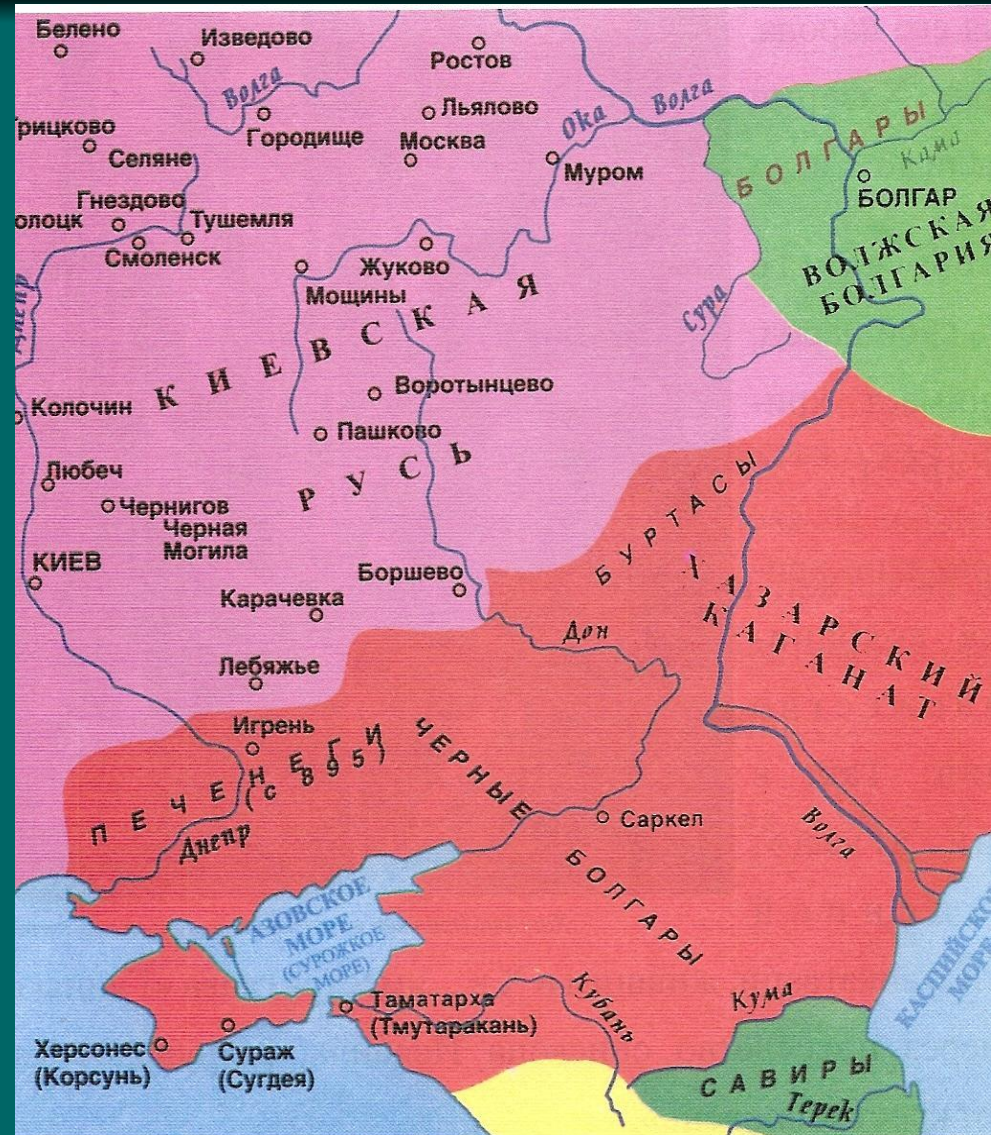 Белено
Изведово
Ростов
Волга
Льялово
Ока
Волга
Городище
Москва
Селяне
Муром
БОЛГАРЫ
Кама
БОЛГАР
Гнездово
Тушемля
Смоленск
Жуково
Мощины
ВОЛЖСКАЯ
БОЛГАРИЯ
Днепр
Сура
КИЕВСКАЯ
РУСЬ
Колочин
Воротынцево
Пашково
Любеч
Чернигов
Черная
Могила
КИЕВ
Боршево
Карачевка
БУРТАСЫ
ХАЗАРСКИЙ
КАГАНАТ
Дон
Лебяжье
Игрень
ПЕЧЕНЕГИ
(с 895)
ЧЕРНЫЕ
БОЛГАРЫ
Днепр
Саркел
Волга
АЗОВСКОЕ
МОРЕ
(СУРОЖКОЕ
МОРЕ)
Таматарха
(Тмутаракань)
Кубань
Кума
МОРЕ
Херсонес
(Корсунь)
Сураж
(Сугдея)
САВИРЫ
Терек